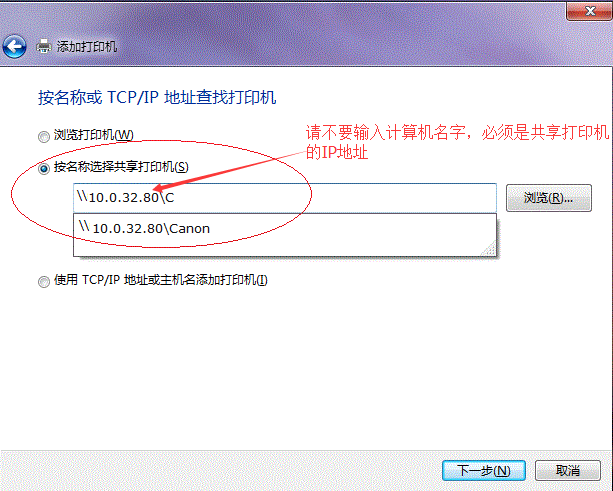 添加打印机
按名称或 TCP/IP 地址查找打印机
浏览打印机(W)
请不要输入计算机名字，必须是共享打印机
的IP地址
按名称选择共享打印机(S)
\\10.0.32.80\C
浏览(R)...
\\10.0.32.80\Canon
使用 TCP/IP 地址或主机名添加打印机(I)
下一步(N)
取消